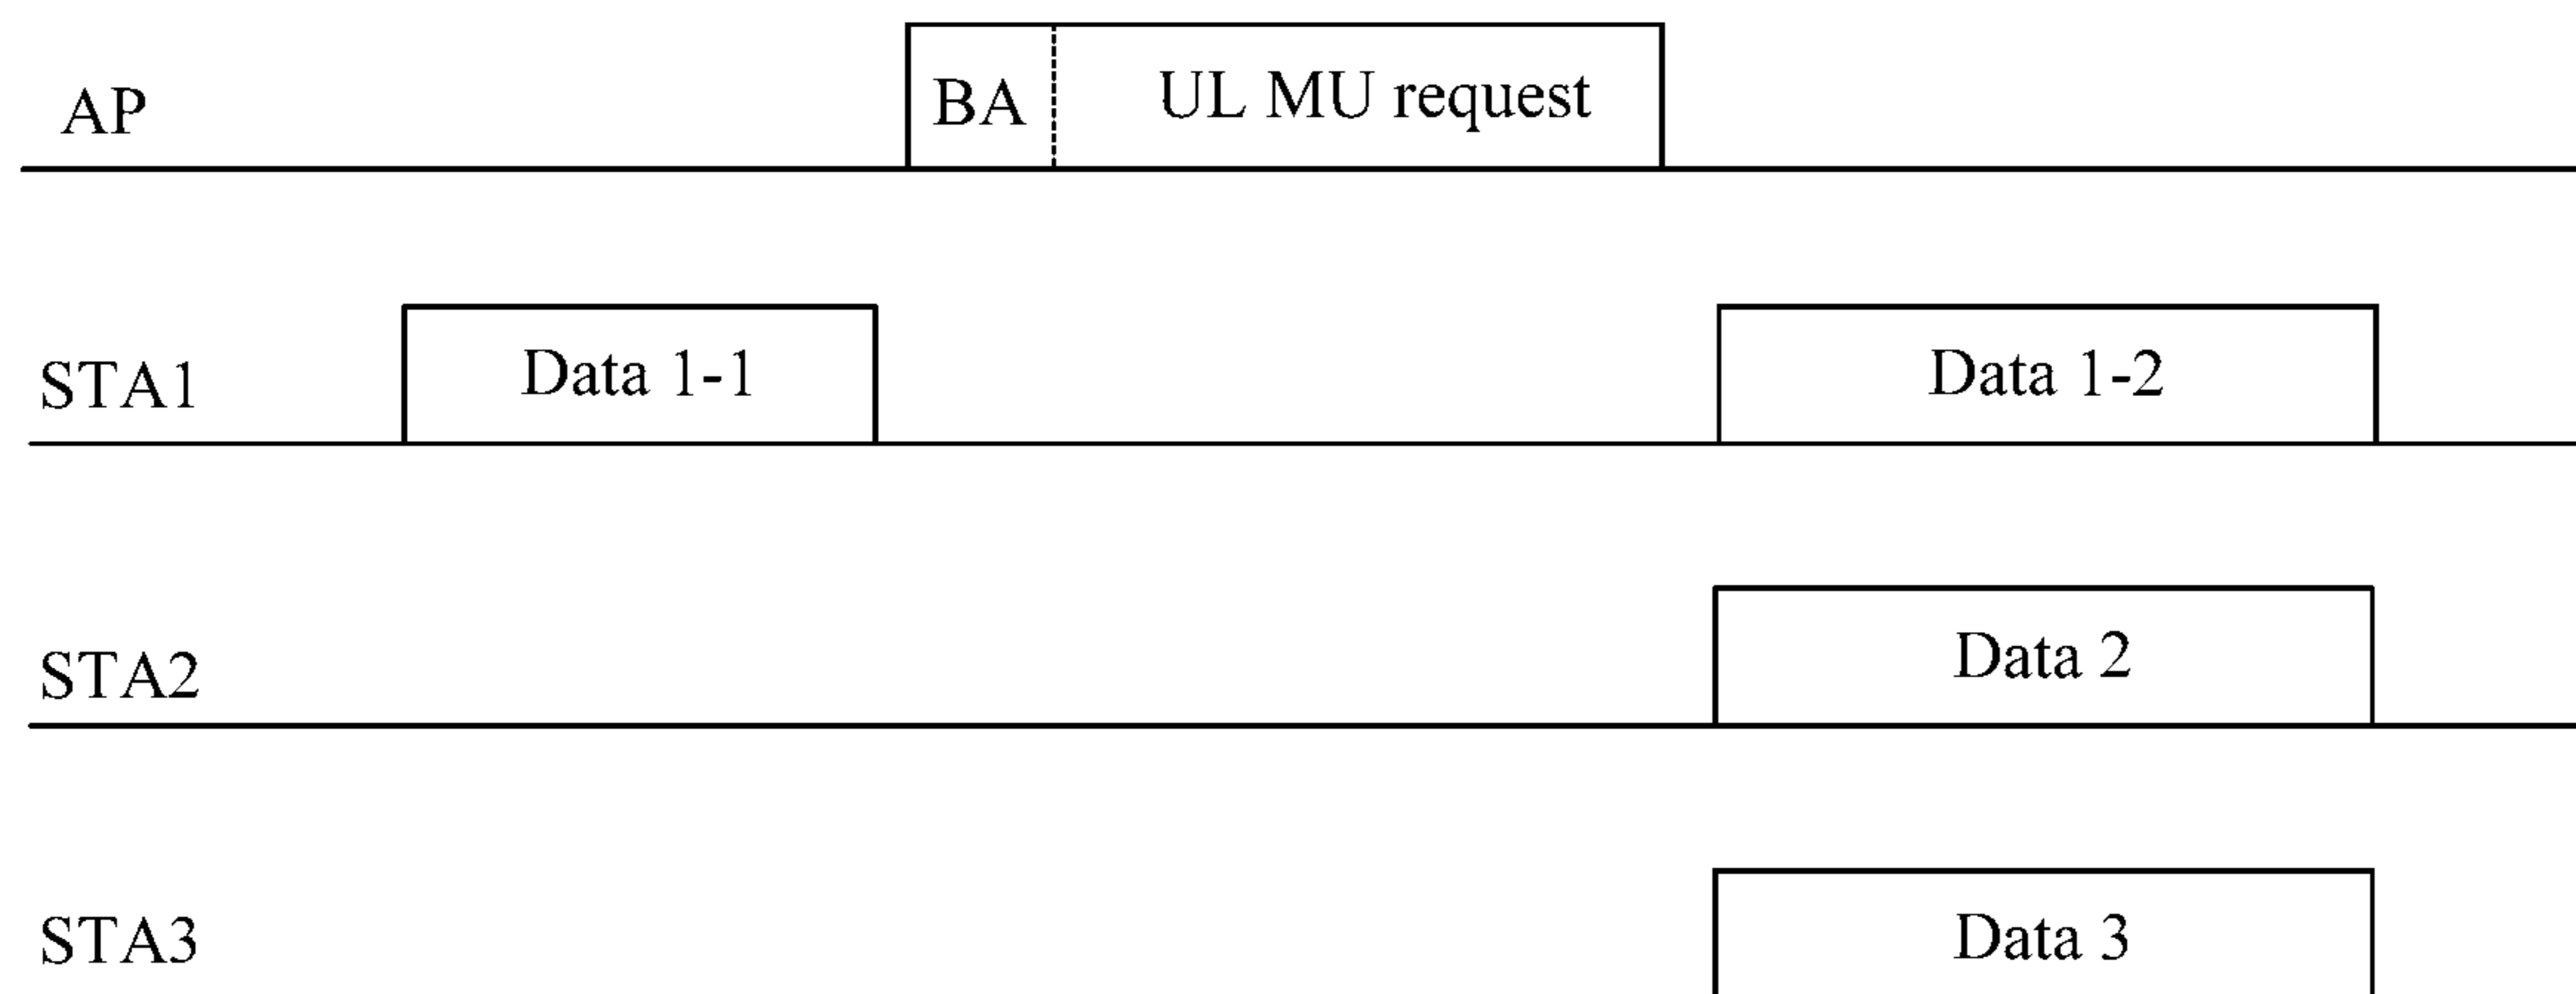 AP
BA
UL MU request
STA1
Data 1-1
Data 1-2
STA2
Data 2
STA3
Data 3